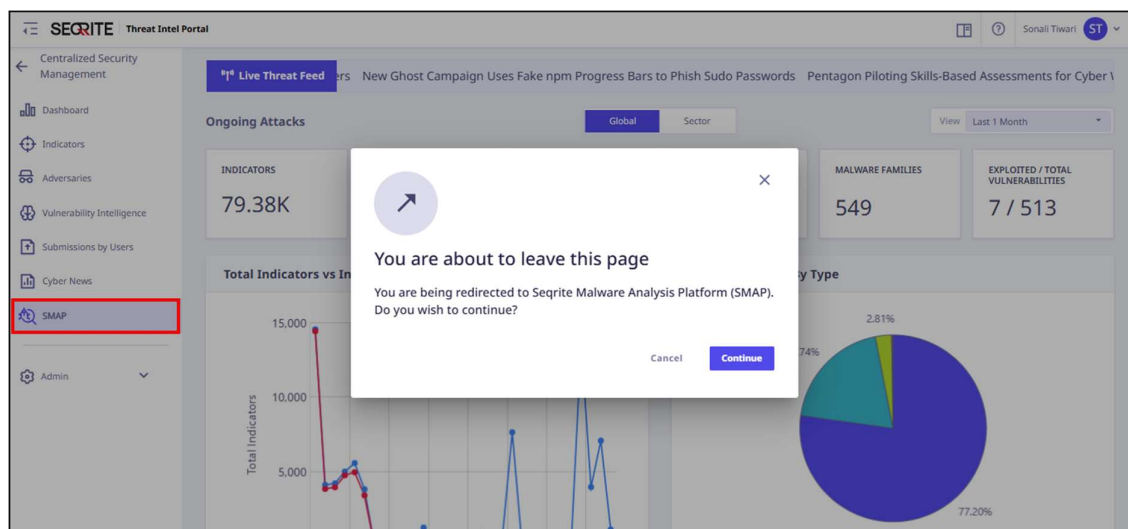 SEQRITE Threat Intel Portal
Sonali Tiwari ST
Centralized Security
Management
Dashboard
Indicators
Adversaries
Vulnerability Intelligence
Submissions by Users
Cyber News
SMAP
Admin
Live Threat Feed ers New Ghost Campaign Uses Fake npm Progress Bars to Phish Sudo Passwords Pentagon Piloting Skills-Based Assessments for Cyber
Ongoing Attacks
Global Sector
View Last 1 Month
INDICATORS
79.38K
MALWARE FAMILIES
549
EXPLOITED / TOTAL
VULNERABILITIES
7 / 513
You are about to leave this page
You are being redirected to Seqrite Malware Analysis Platform (SMAP).
Do you wish to continue?
Cancel Continue
Total Indicators vs In
15,000
10,000
5,000
Total Indicators
y Type
2.81%
.74%
77.20%